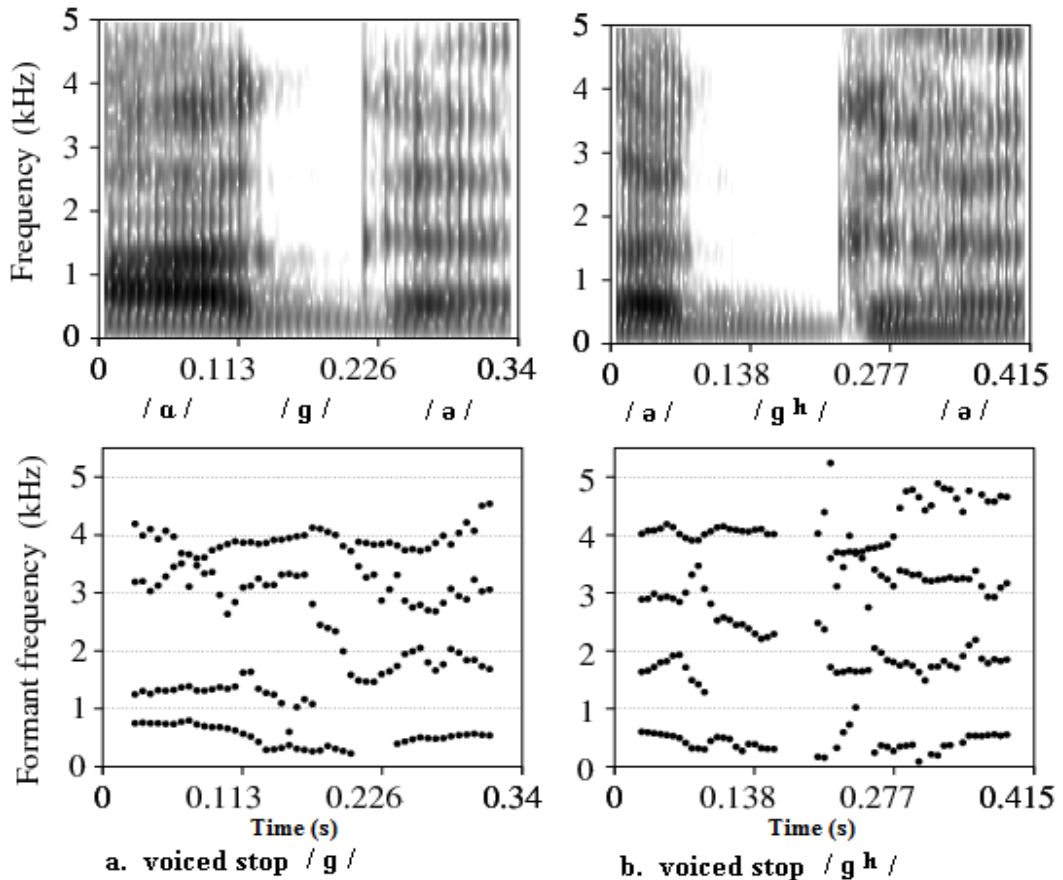 Frequency (kHz)
5
4
3
2
1
0
0 0.113 0.226 0.34
/ ɑ / / g / / ə /
5
4
3
2
1
0
0 0.138 0.277 0.415
/ ə / / g ʰ / / ə /
Formant frequency (kHz)
5
4
3
2
1
0
0 0.113 0.226 0.34
Time (s)
a. voiced stop / g /
5
4
3
2
1
0
0 0.138 0.277 0.415
Time (s)
b. voiced stop / g ʰ /